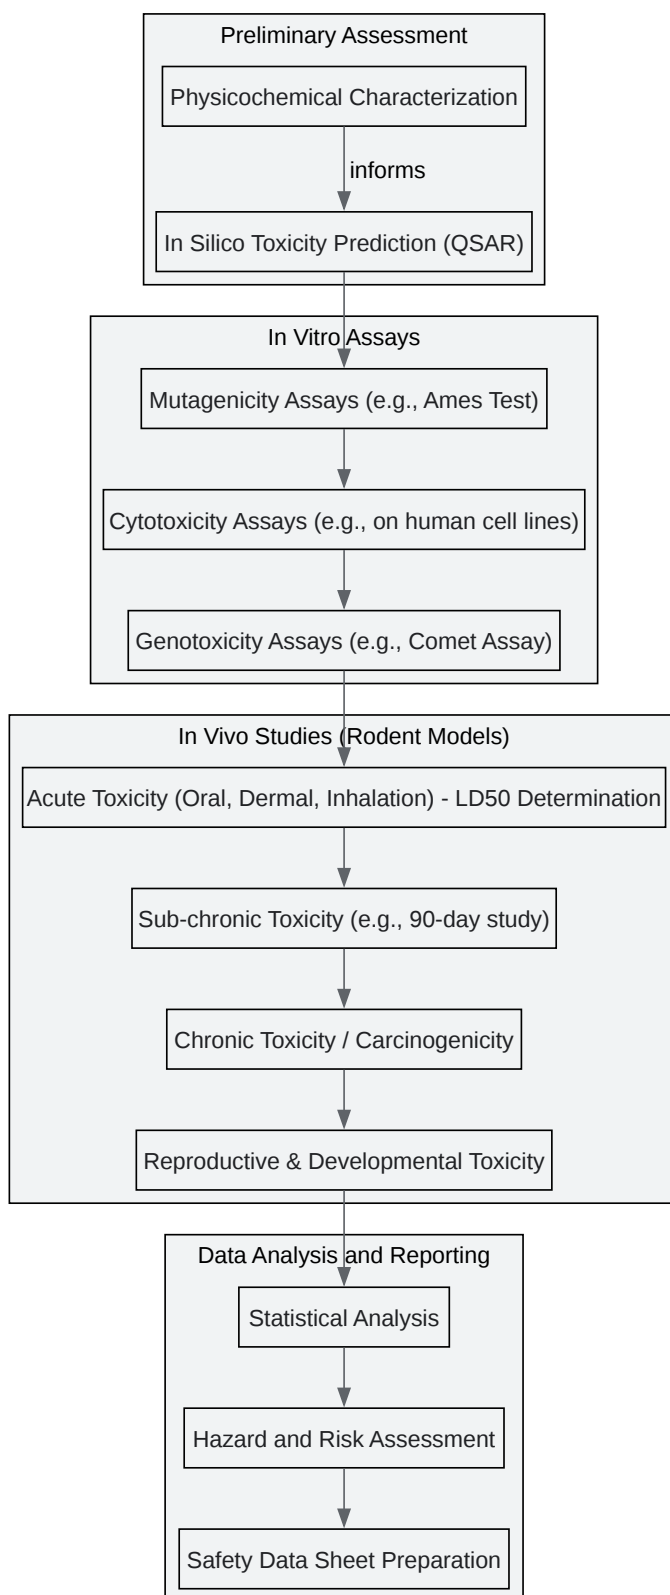 Preliminary Assessment
Physicochemical Characterization
informs
In Silico Toxicity Prediction (QSAR)
In Vitro Assays
Mutagenicity Assays (e.g., Ames Test)
Cytotoxicity Assays (e.g., on human cell lines)
Genotoxicity Assays (e.g., Comet Assay)
In Vivo Studies (Rodent Models)
Acute Toxicity (Oral, Dermal, Inhalation) - LD50 Determination
Sub-chronic Toxicity (e.g., 90-day study)
Chronic Toxicity / Carcinogenicity
Reproductive & Developmental Toxicity
Data Analysis and Reporting
Statistical Analysis
Hazard and Risk Assessment
Safety Data Sheet Preparation